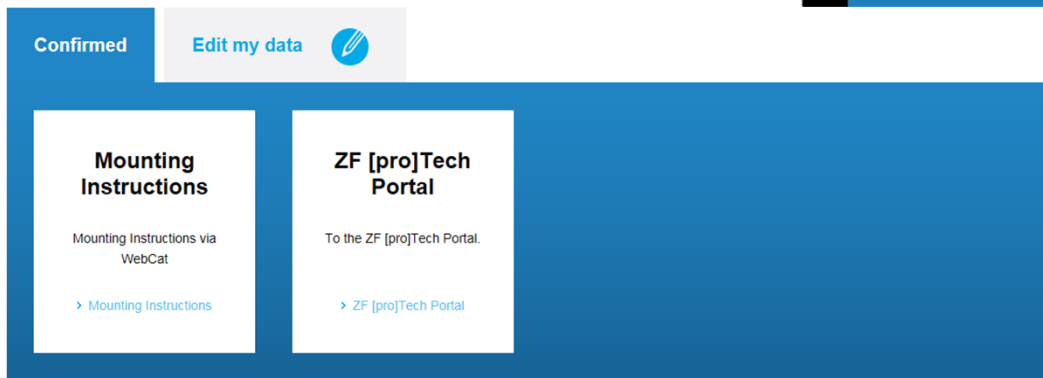 Confirmed
Edit my data
Mounting
Instructions
Mounting Instructions via
WebCat
> Mounting Instructions
ZF [pro]Tech
Portal
To the ZF [pro]Tech Portal.
> ZF [pro]Tech Portal